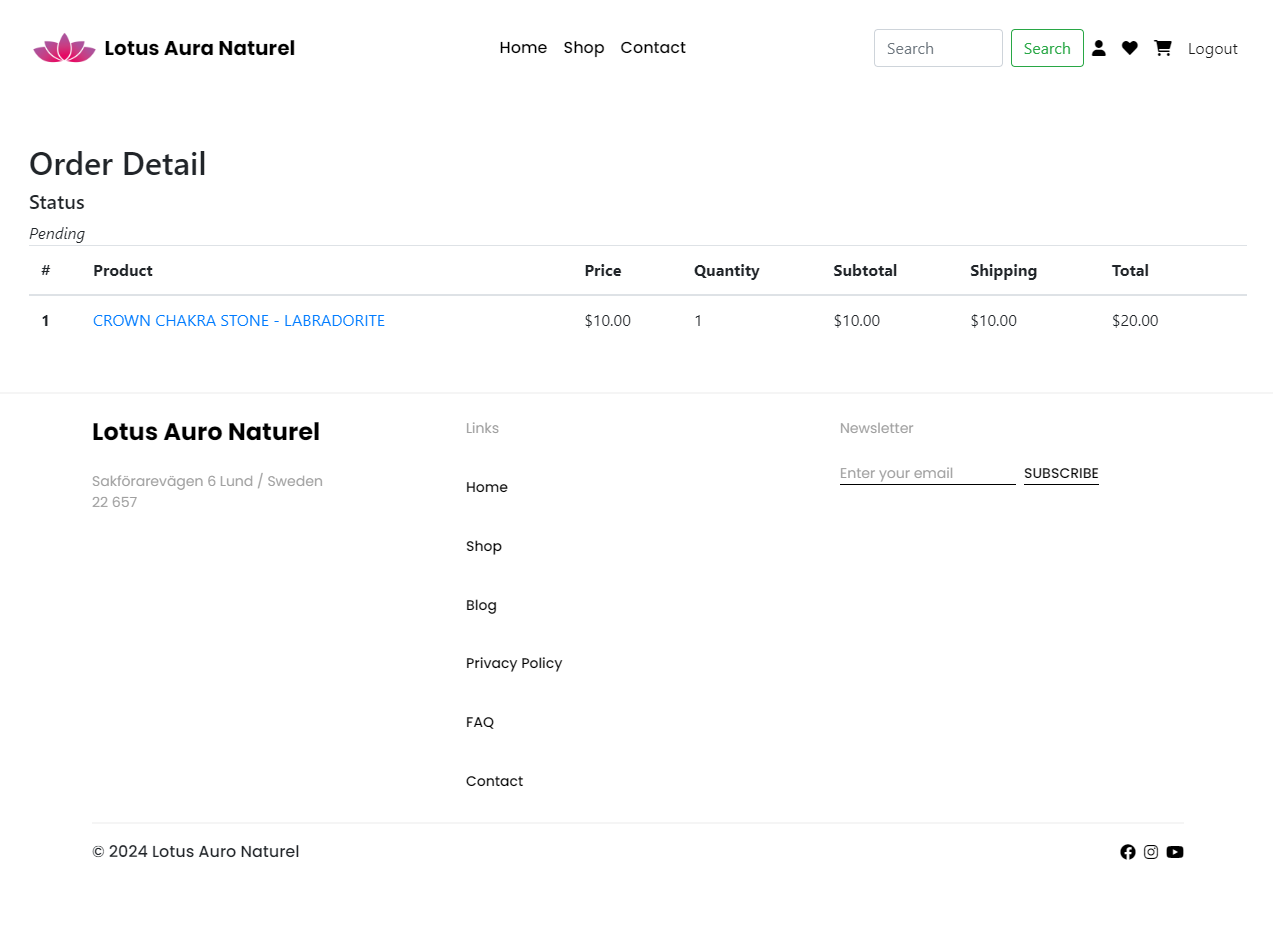 Lotus Aura Naturel
Home Shop Contact
Search Search Logout
Order Detail
Status
Pending
# Product Price Quantity Subtotal Shipping Total
1 CROWN CHAKRA STONE - LABRADORITE $10.00 1 $10.00 $10.00 $20.00
Lotus Auro Naturel
Sakförarevägen 6 Lund / Sweden
22 657
Links
Home
Shop
Blog
Privacy Policy
FAQ
Contact
Newsletter
Enter your email SUBSCRIBE
© 2024 Lotus Auro Naturel